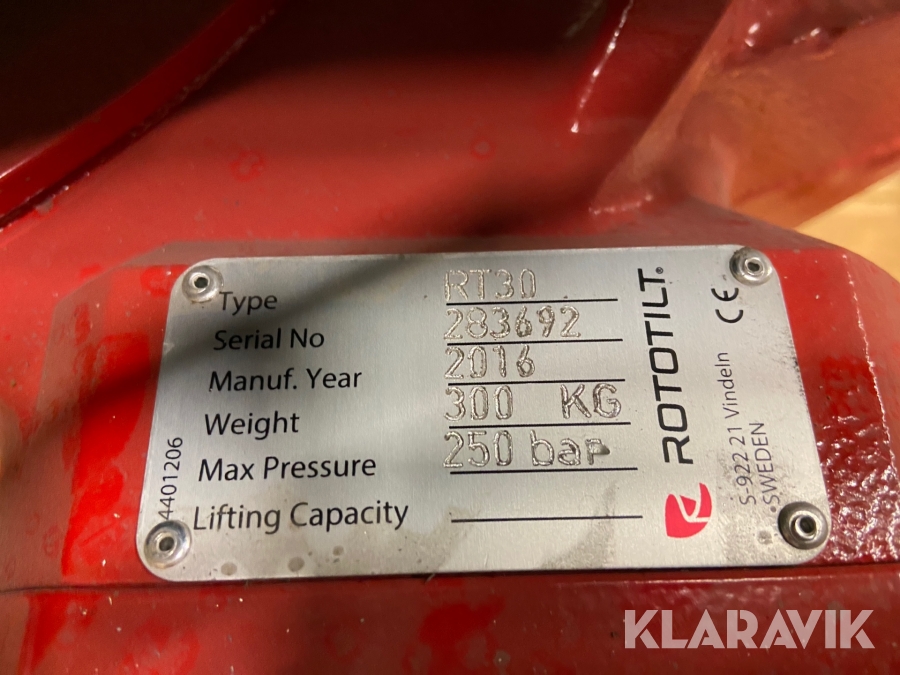 Type RT30
Serial No 283692
Manuf. Year 2016
Weight 300 KG
Max Pressure 250 bar
Lifting Capacity
4401206
ROTOTILT®
S-922 21 Vindeln
SWEDEN
CE
KLARAVIK